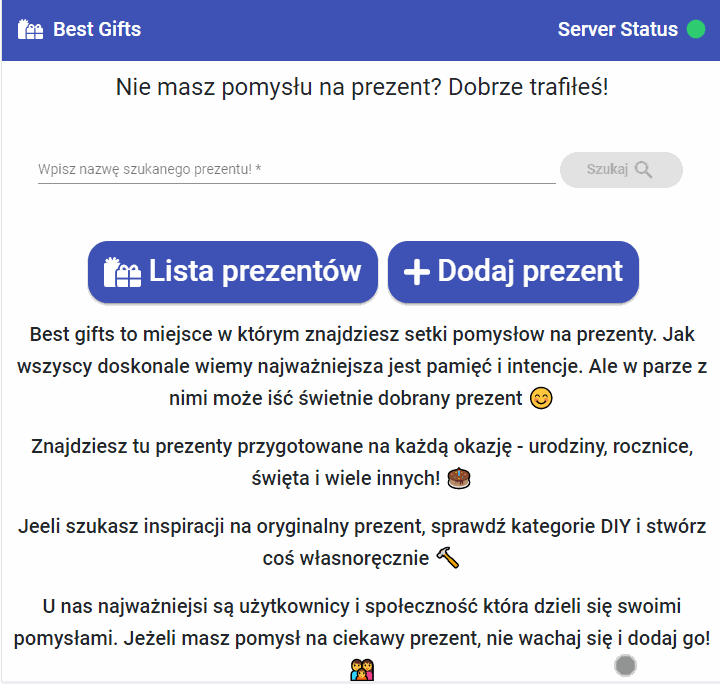 Best Gifts
Server Status
Nie masz pomysłu na prezent? Dobrze trafiłeś!
Wpisz nazwę szukanego prezentu! *
Szukaj
Lista prezentów
Dodaj prezent
Best gifts to miejsce w którym znajdziesz setki pomysłow na prezenty. Jak
wszyscy doskonale wiemy najważniejsza jest pamięć i intencje. Ale w parze z
nimi może iść świetnie dobrany prezent 😊
Znajdziesz tu prezenty przygotowane na każdą okazję - urodziny, rocznice,
święta i wiele innych! 🎂
Jeeli szukasz inspiracji na oryginalny prezent, sprawdź kategorie DIY i stwórz
coś własnoręcznie 🔨
U nas najważniejsi są użytkownicy i społeczność która dzieli się swoimi
pomysłami. Jeżeli masz pomysł na ciekawy prezent, nie wachaj się i dodaj go!
👪